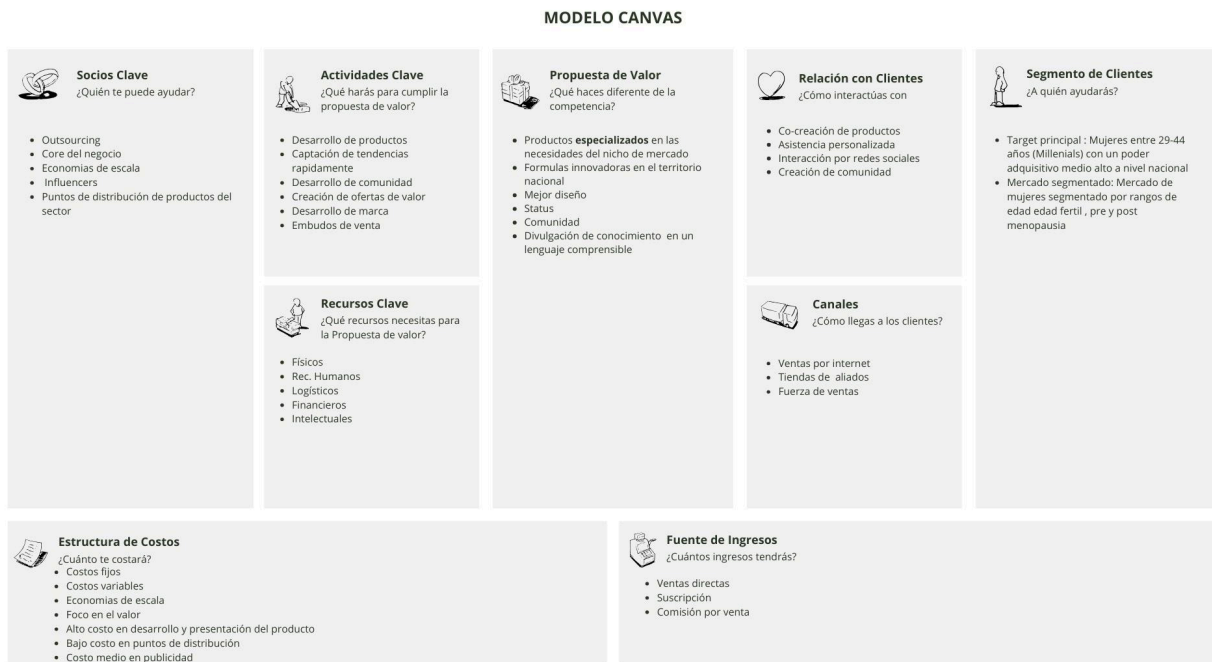 MODELO CANVAS
Socios Clave
¿Quién te puede ayudar?
Outsourcing
Core del negocio
Economias de escala
Influencers
Puntos de distribución de productos del
sector
Actividades Clave
¿Qué harás para cumplir la
propuesta de valor?
Desarrollo de productos
Captación de tendencias
rapidamente
Desarrollo de comunidad
Creación de ofertas de valor
Desarrollo de marca
Embudos de venta
Recursos Clave
¿Qué recursos necesitas para
la Propuesta de valor?
Físicos
Rec. Humanos
Logísticos
Financieros
Intelectuales
Propuesta de Valor
¿Qué haces diferente de la
competencia?
Productos especializados en las
necesidades del nicho de mercado
Formulas innovadoras en el territorio
nacional
Mejor diseño
Status
Comunidad
Divulgación de conocimiento en un
lenguaje comprensible
Relación con Clientes
¿Cómo interactúas con
Co-creación de productos
Asistencia personalizada
Interacción por redes sociales
Creación de comunidad
Canales
¿Cómo llegas a los clientes?
Ventas por internet
Tiendas de aliados
Fuerza de ventas
Segmento de Clientes
¿A quién ayudarás?
Target principal : Mujeres entre 29-44
años (Millenials) con un poder
adquisitivo medio alto a nivel nacional
Mercado segmentado: Mercado de
mujeres segmentado por rangos de
edad edad fertil , pre y post
menopausia
Estructura de Costos
¿Cuánto te costará?
Costos fijos
Costos variables
Economias de escala
Foco en el valor
Alto costo en desarrollo y presentación del producto
Bajo costo en puntos de distribución
Costo medio en publicidad
Fuente de Ingresos
¿Cuántos ingresos tendrás?
Ventas directas
Suscripción
Comisión por venta